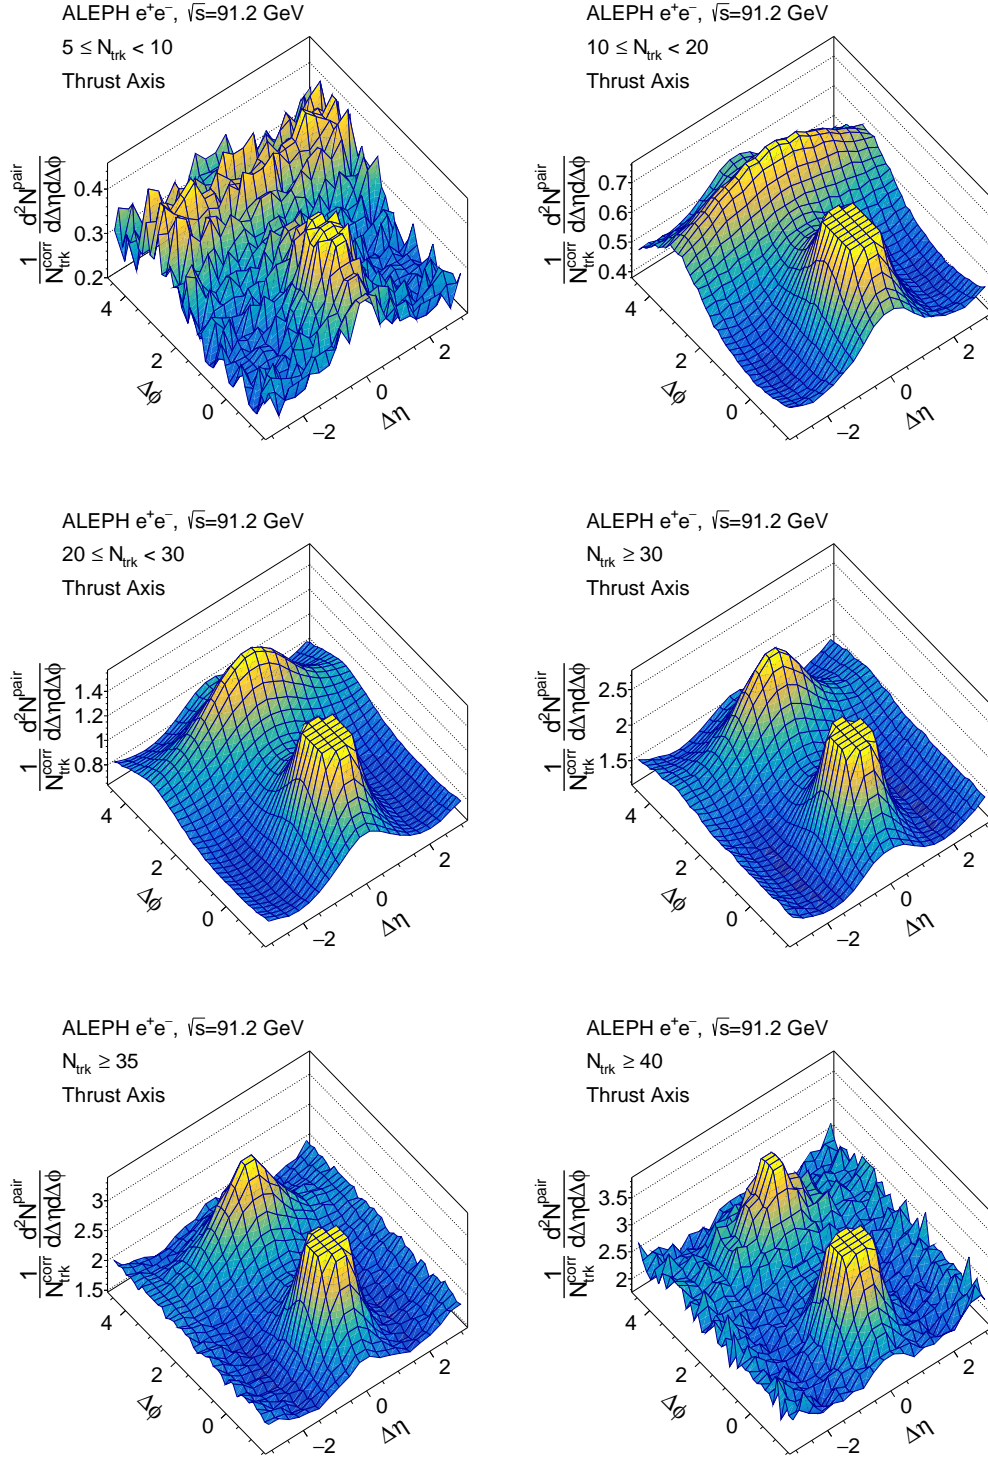 ALEPH e⁺e⁻, √s=91.2 GeV
5 ≤ N_trk < 10
Thrust Axis
1/N_trk^corr d²N^pair/dΔηdΔϕ
0.4
0.3
0.2
4
2
0
Δϕ
−2
0
2
Δη
ALEPH e⁺e⁻, √s=91.2 GeV
10 ≤ N_trk < 20
Thrust Axis
1/N_trk^corr d²N^pair/dΔηdΔϕ
0.7
0.6
0.5
0.4
4
2
0
Δϕ
−2
0
2
Δη
ALEPH e⁺e⁻, √s=91.2 GeV
20 ≤ N_trk < 30
Thrust Axis
1/N_trk^corr d²N^pair/dΔηdΔϕ
1.4
1.2
1
0.8
4
2
0
Δϕ
−2
0
2
Δη
ALEPH e⁺e⁻, √s=91.2 GeV
N_trk ≥ 30
Thrust Axis
1/N_trk^corr d²N^pair/dΔηdΔϕ
2.5
2
1.5
4
2
0
Δϕ
−2
0
2
Δη
ALEPH e⁺e⁻, √s=91.2 GeV
N_trk ≥ 35
Thrust Axis
1/N_trk^corr d²N^pair/dΔηdΔϕ
3
2.5
2
1.5
4
2
0
Δϕ
−2
0
2
Δη
ALEPH e⁺e⁻, √s=91.2 GeV
N_trk ≥ 40
Thrust Axis
1/N_trk^corr d²N^pair/dΔηdΔϕ
3.5
3
2.5
2
4
2
0
Δϕ
−2
0
2
Δη